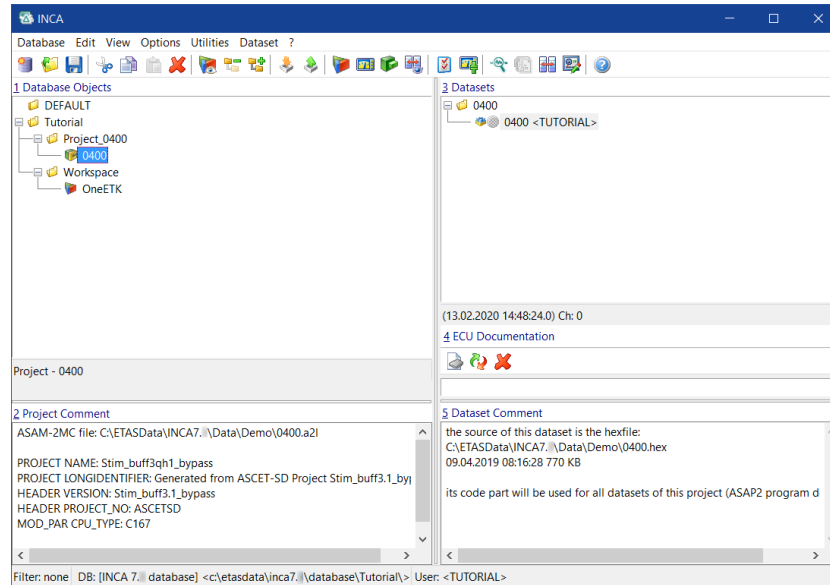 INCA
Database Edit View Options Utilities Dataset ?
1 Database Objects
DEFAULT
Tutorial
Project_0400
0400
Workspace
OneETK
Project - 0400
2 Project Comment
ASAM-2MC file: C:\ETASData\INCA7. \Data\Demo\0400.a2l
PROJECT NAME: Stim_buff3qh1_bypass
PROJECT LONGIDENTIFIER: Generated from ASCET-SD Project Stim_buff3.1_byp
HEADER VERSION: Stim_buff3.1_bypass
HEADER PROJECT_NO: ASCETSD
MOD_PAR CPU_TYPE: C167
3 Datasets
0400
0400 <TUTORIAL>
(13.02.2020 14:48:24.0) Ch: 0
4 ECU Documentation
5 Dataset Comment
the source of this dataset is the hexfile:
C:\ETASData\INCA7. \Data\Demo\0400.hex
09.04.2019 08:16:28 770 KB
its code part will be used for all datasets of this project (ASAP2 program d
Filter: none DB: [INCA 7. database] <c:\etasdata\inca7. \database\Tutorial\> User: <TUTORIAL>